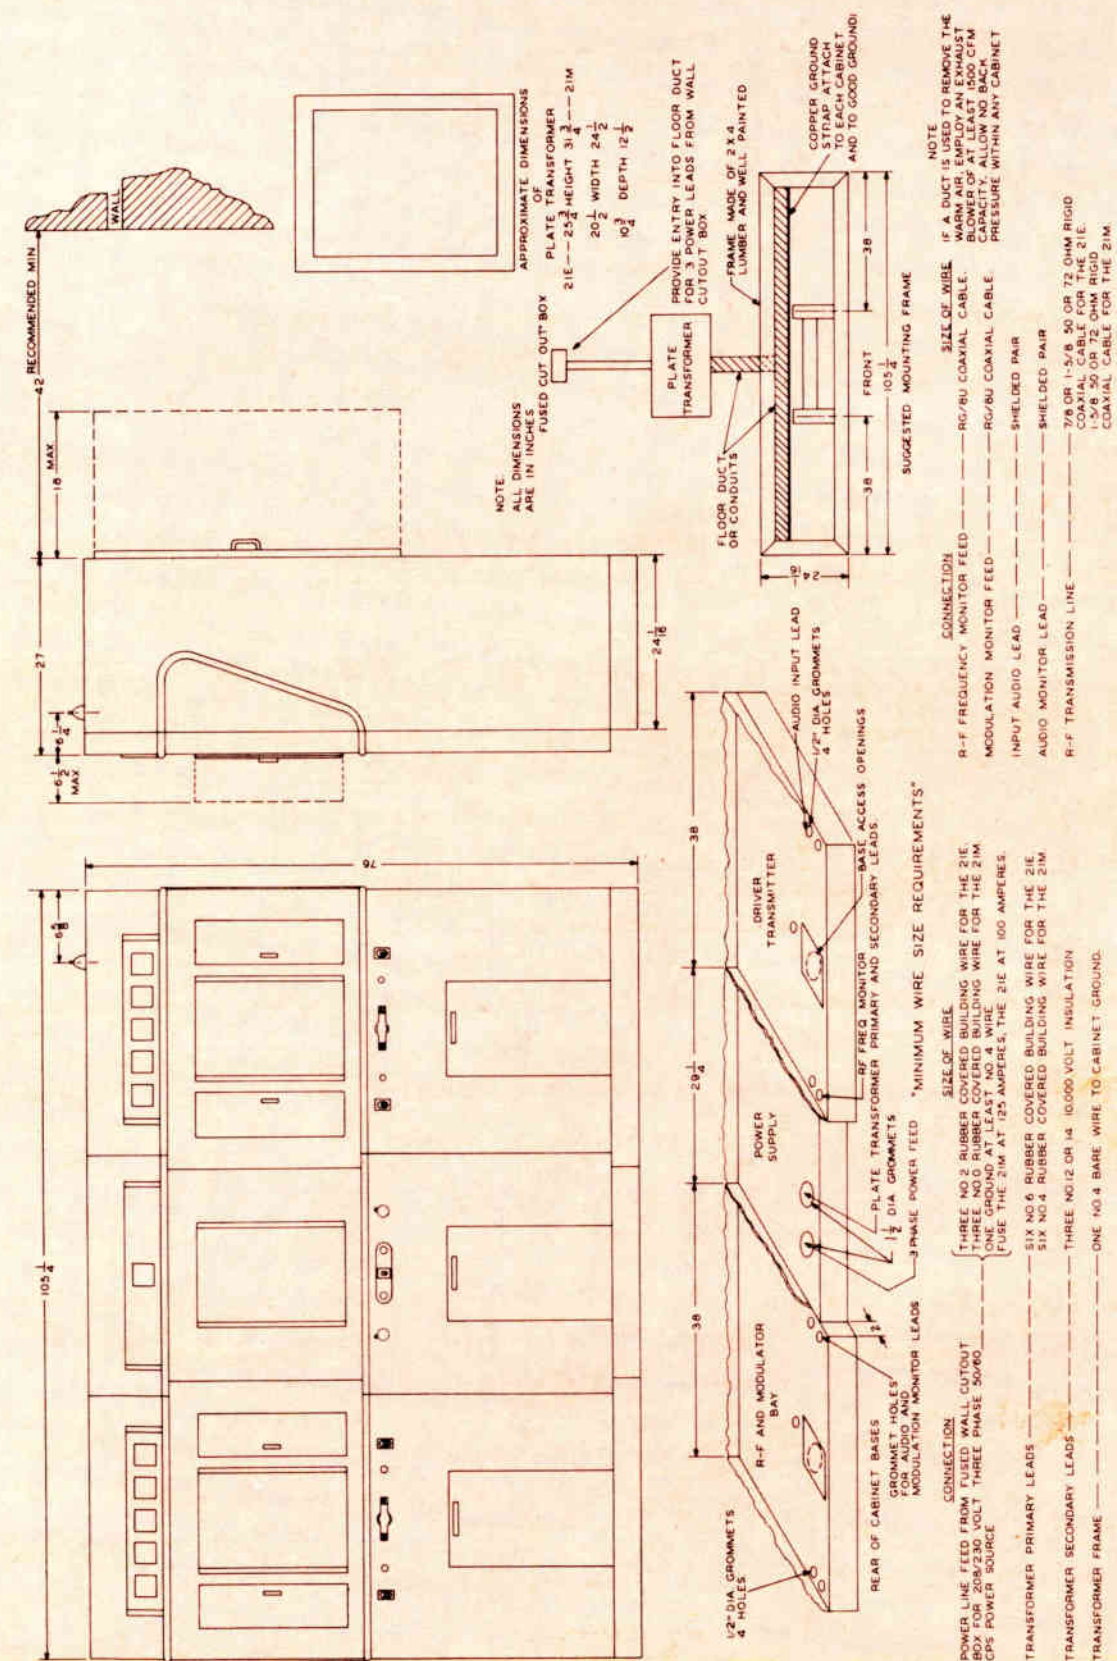 105 1/4
6 5/8
76
6 1/2
MAX
6 1/4
27
18 MAX
42 RECOMMENDED MIN
WALL
24 1/16
NOTE
ALL DIMENSIONS
ARE IN INCHES
APPROXIMATE DIMENSIONS
OF
PLATE TRANSFORMER
21E — 25 3/4 HEIGHT 31 3/4 — 21M
20 1/2 WIDTH 24 1/2
10 3/4 DEPTH 12 1/2
FUSED CUT OUT BOX
PROVIDE ENTRY INTO FLOOR DUCT
FOR 3 POWER LEADS FROM WALL
CUTOUT BOX
PLATE
TRANSFORMER
FLOOR DUCT
OR CONDUITS
FRAME MADE OF 2 X 4
LUMBER AND WELL PAINTED
COPPER GROUND
STRAP ATTACH
TO EACH CABINET
AND TO GOOD GROUND
24 1/16
38
FRONT
38
105 1/4
SUGGESTED MOUNTING FRAME
NOTE
IF A DUCT IS USED TO REMOVE THE
WARM AIR, EMPLOY AN EXHAUST
BLOWER OF AT LEAST 1500 CFM
CAPACITY. ALLOW NO BACK
PRESSURE WITHIN ANY CABINET
38
29 1/4
38
R-F AND MODULATOR
BAY
POWER
SUPPLY
DRIVER
TRANSMITTER
1/2" DIA GROMMETS
4 HOLES
REAR OF CABINET BASES
GROMMET HOLES
FOR AUDIO AND
MODULATION MONITOR LEADS
2
3 PHASE POWER FEED
1 1/2 DIA GROMMETS
PLATE TRANSFORMER PRIMARY AND SECONDARY LEADS.
RF FREQ MONITOR
BASE ACCESS OPENINGS
1/2" DIA GROMMETS
4 HOLES
AUDIO INPUT LEAD
"MINIMUM WIRE SIZE REQUIREMENTS"
CONNECTION
SIZE OF WIRE
POWER LINE FEED FROM FUSED WALL CUTOUT
BOX FOR 208/230 VOLT THREE PHASE 50/60
CPS POWER SOURCE
THREE NO.2 RUBBER COVERED BUILDING WIRE FOR THE 21E,
THREE NO.0 RUBBER COVERED BUILDING WIRE FOR THE 21M
ONE GROUND AT LEAST NO.4 WIRE
FUSE THE 21M AT 125 AMPERES, THE 21E AT 100 AMPERES.
TRANSFORMER PRIMARY LEADS — SIX NO.6 RUBBER COVERED BUILDING WIRE FOR THE 21E,
SIX NO.4 RUBBER COVERED BUILDING WIRE FOR THE 21M.
TRANSFORMER SECONDARY LEADS — THREE NO.12 OR 14 10,000 VOLT INSULATION
TRANSFORMER FRAME — ONE NO.4 BARE WIRE TO CABINET GROUND.
CONNECTION
SIZE OF WIRE
R-F FREQUENCY MONITOR FEED — RG/8U COAXIAL CABLE.
MODULATION MONITOR FEED — RG/8U COAXIAL CABLE.
INPUT AUDIO LEAD — SHIELDED PAIR
AUDIO MONITOR LEAD — SHIELDED PAIR
R-F TRANSMISSION LINE — 7/8 OR 1-5/8 50 OR 72 OHM RIGID
COAXIAL CABLE FOR THE 21E.
1-5/8 50 OR 72 OHM RIGID
COAXIAL CABLE FOR THE 21M.